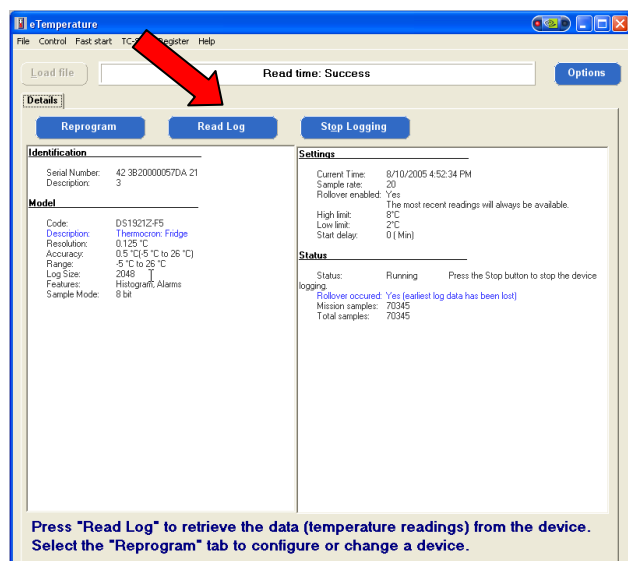 eTemperature
File Control Fast start Register Help
Load file
Read time: Success
Options
Details
Reprogram Read Log Stop Logging
Identification
Serial Number: 42 3B20000057DA 21
Description: 3
Model
Code: DS1921Z-F5
Description: Thermocron: Fridge
Resolution: 0.125 °C
Accuracy: 0.5 °C(-5 °C to 26 °C)
Range: -5 °C to 26 °C
Log Size: 2048
Features: Histogram, Alarms
Sample Mode: 8 bit
Settings
Current Time: 8/10/2005 4:52:34 PM
Sample rate: 20
Rollover enabled: Yes
The most recent readings will always be available.
High limit: 8°C
Low limit: 2°C
Start delay: 0 ( Min)
Status
Status: Running Press the Stop button to stop the device
logging.
Rollover occured: Yes (earliest log data has been lost)
Mission samples: 70345
Total samples: 70345
Press "Read Log" to retrieve the data (temperature readings) from the device.
Select the "Reprogram" tab to configure or change a device.